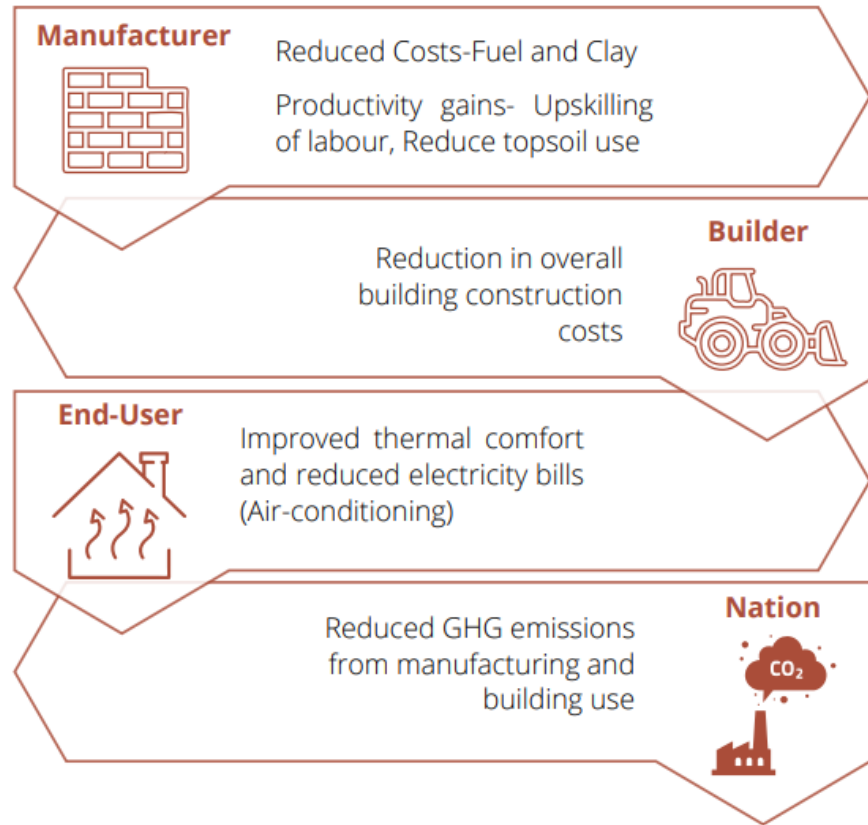 Manufacturer
Reduced Costs-Fuel and Clay
Productivity gains- Upskilling
of labour, Reduce topsoil use
Builder
Reduction in overall
building construction
costs
End-User
Improved thermal comfort
and reduced electricity bills
(Air-conditioning)
Nation
Reduced GHG emissions
from manufacturing and
building use
CO₂